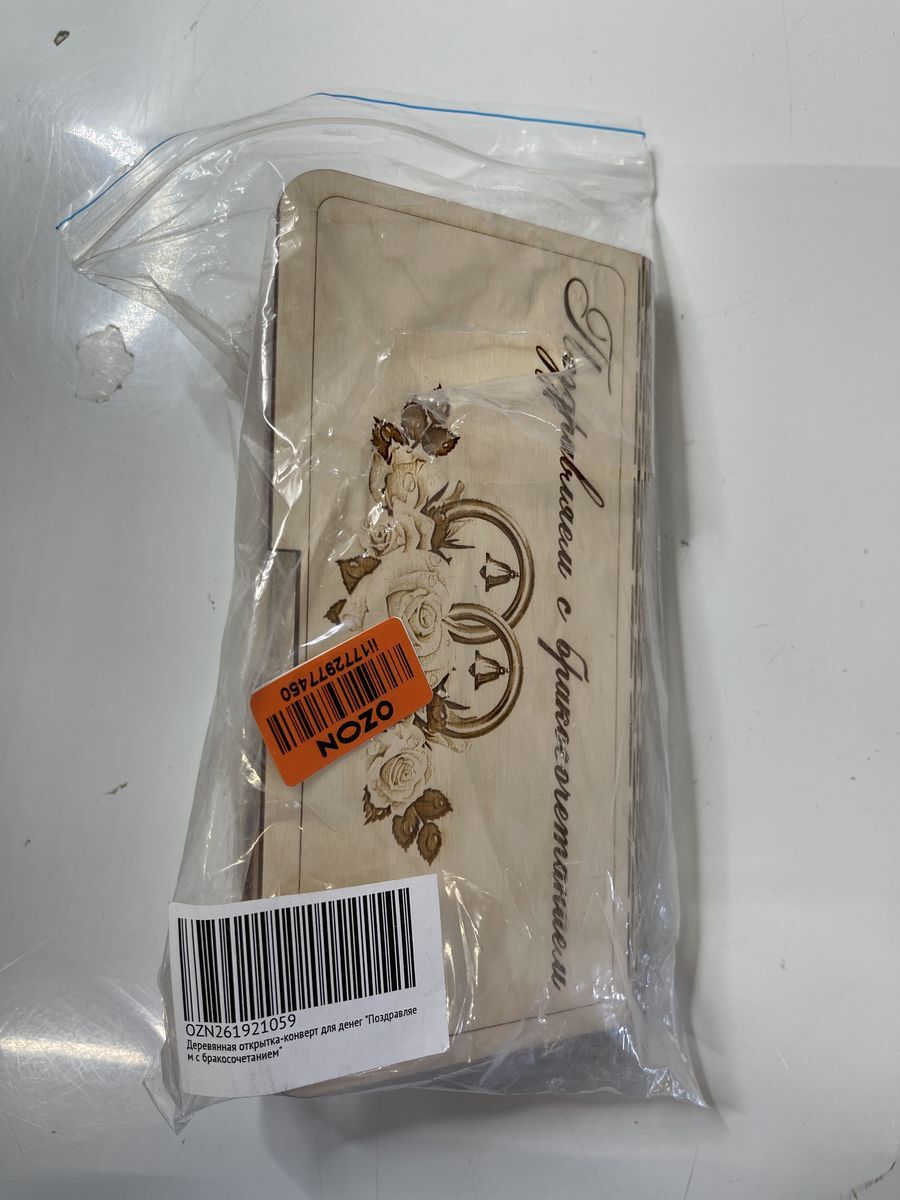 Поздравляем с бракосочетанием
OZON
ii1772977450
OZN261921059
Деревянная открытка-конверт для денег "Поздравляе
м с бракосочетанием"